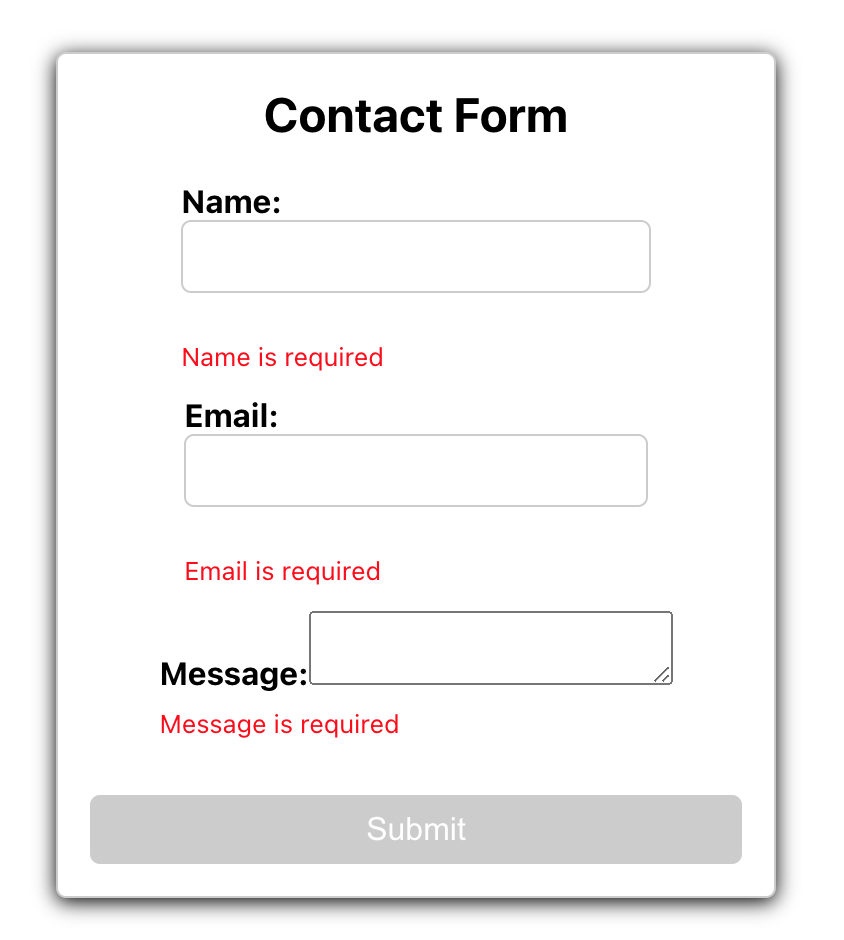 Contact Form
Name:
Name is required
Email:
Email is required
Message:
Message is required
Submit